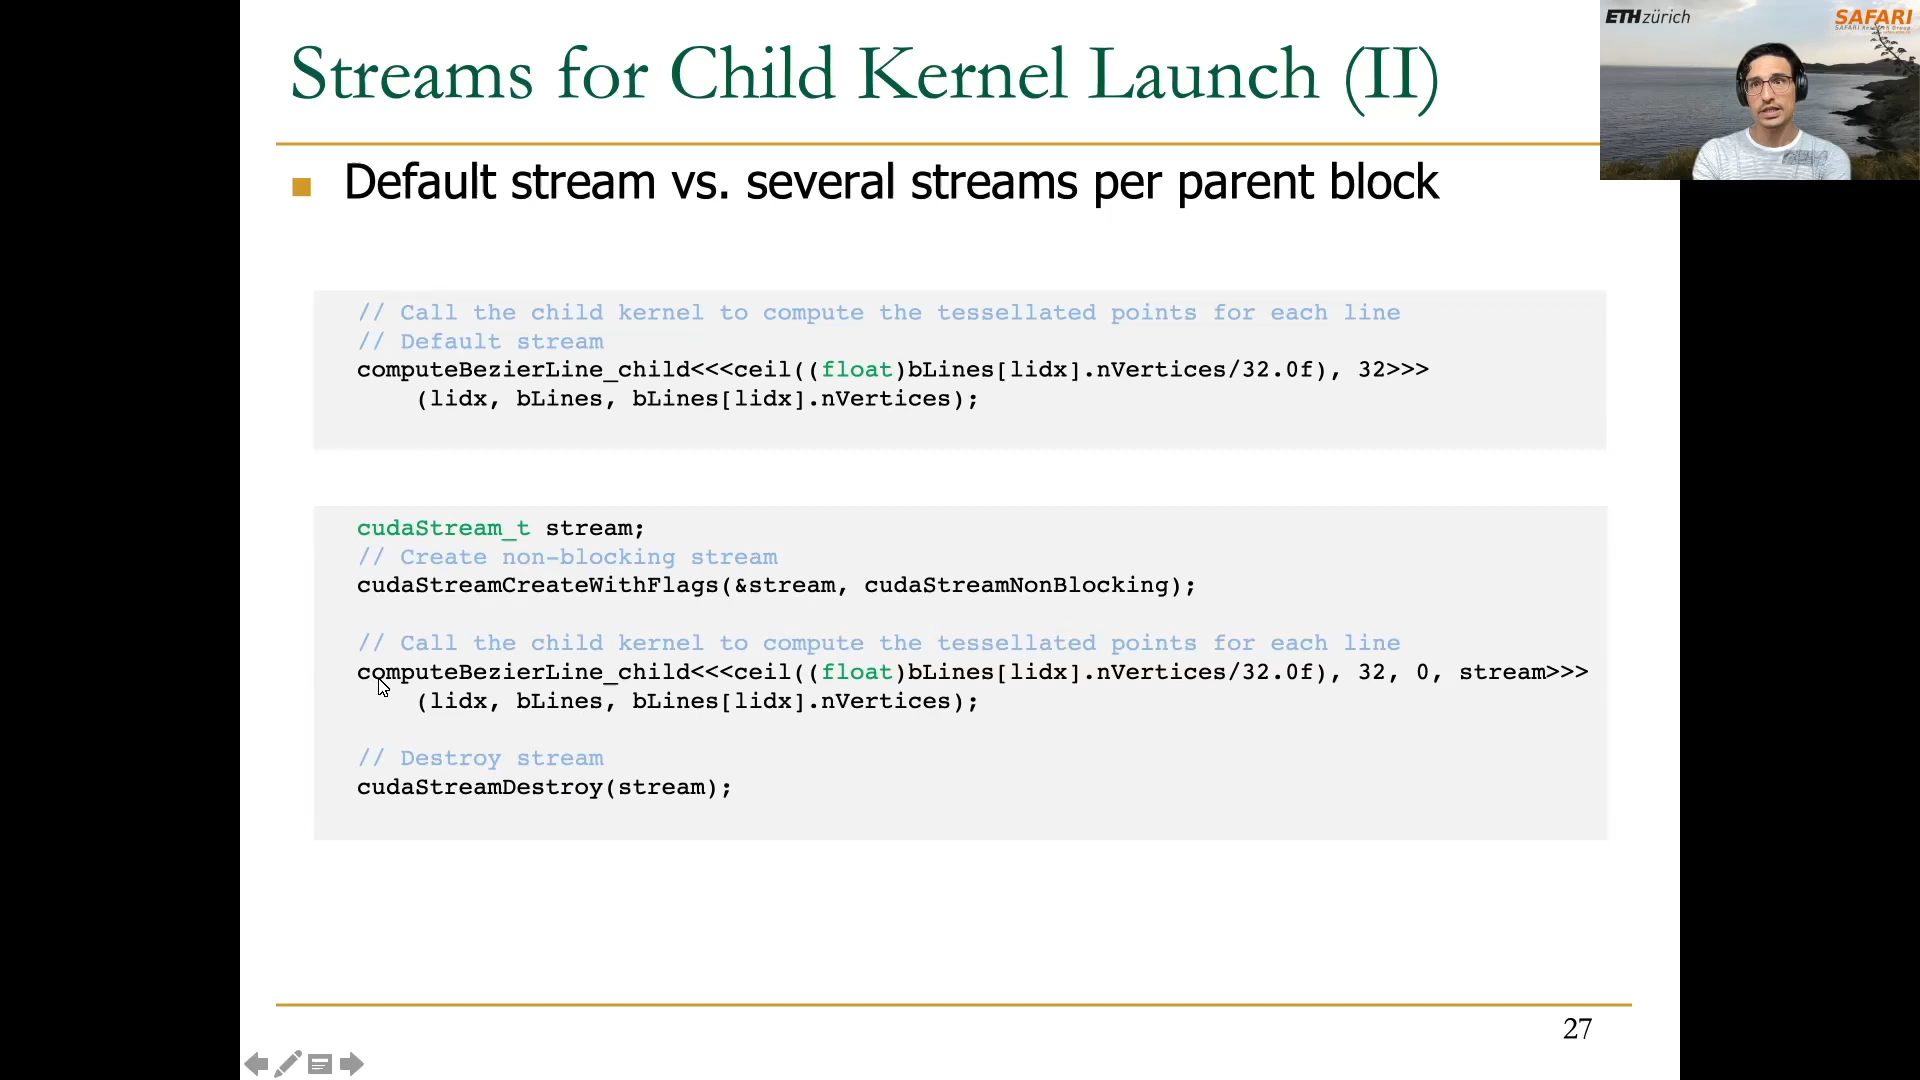 Streams for Child Kernel Launch (II)
ETHzürich
SAFARI
SAFARI Research Group
Default stream vs. several streams per parent block
// Call the child kernel to compute the tessellated points for each line
// Default stream
computeBezierLine_child<<<ceil((float)bLines[lidx].nVertices/32.0f), 32>>>
(lidx, bLines, bLines[lidx].nVertices);
cudaStream_t stream;
// Create non-blocking stream
cudaStreamCreateWithFlags(&stream, cudaStreamNonBlocking);
// Call the child kernel to compute the tessellated points for each line
computeBezierLine_child<<<ceil((float)bLines[lidx].nVertices/32.0f), 32, 0, stream>>>
(lidx, bLines, bLines[lidx].nVertices);
// Destroy stream
cudaStreamDestroy(stream);
27